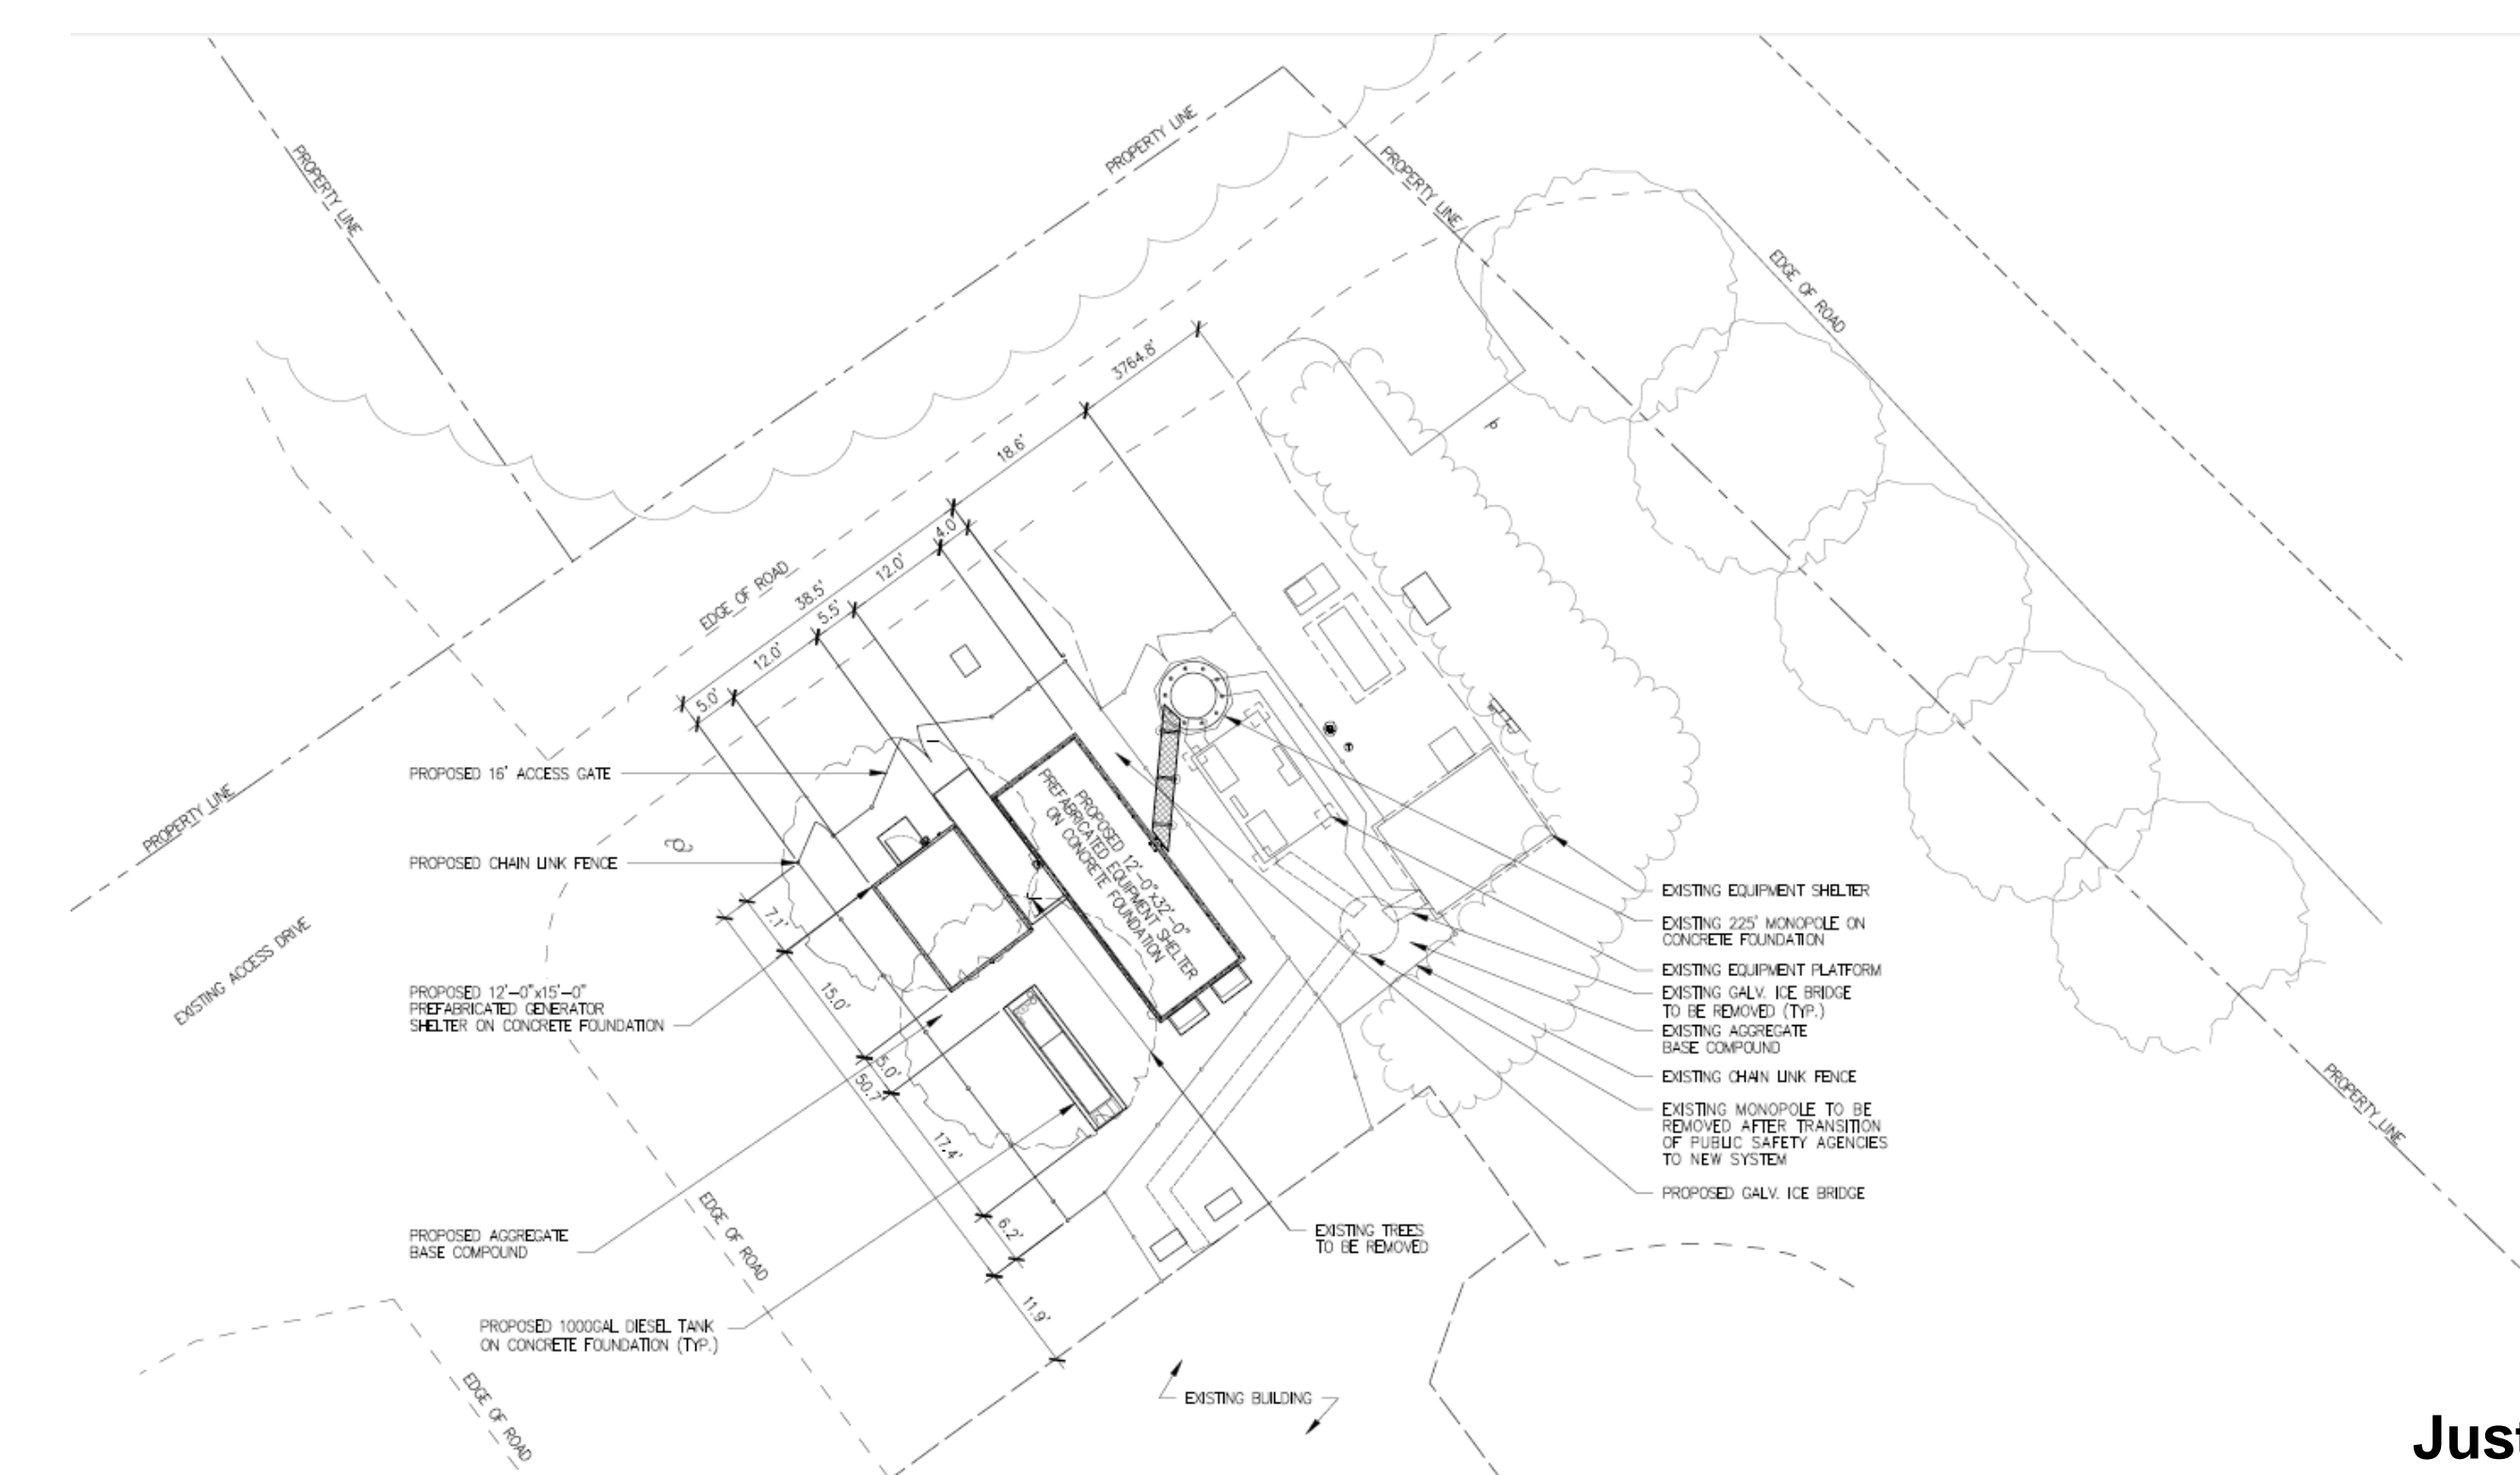 PROPERTY LINE
PROPERTY LINE
PROPERTY LINE
EDGE OF ROAD
3764.8'
18.6'
4.0'
12.0'
38.5'
5.5'
12.0'
5.0'
EDGE OF ROAD
PROPOSED 16' ACCESS GATE
PROPERTY LINE
PROPOSED CHAIN LINK FENCE
PROPOSED 12'-0"x32'-0"
PREFABRICATED EQUIPMENT SHELTER
ON CONCRETE FOUNDATION
EXISTING ACCESS DRIVE
7.1'
15.0'
5.0'
50.7'
17.4'
6.2'
11.9'
PROPOSED 12'-0"x15'-0"
PREFABRICATED GENERATOR
SHELTER ON CONCRETE FOUNDATION
EXISTING EQUIPMENT SHELTER
EXISTING 225' MONOPOLE ON
CONCRETE FOUNDATION
EXISTING EQUIPMENT PLATFORM
EXISTING GALV. ICE BRIDGE
TO BE REMOVED (TYP.)
EXISTING AGGREGATE
BASE COMPOUND
EXISTING CHAIN LINK FENCE
EXISTING MONOPOLE TO BE
REMOVED AFTER TRANSITION
OF PUBLIC SAFETY AGENCIES
TO NEW SYSTEM
PROPOSED GALV. ICE BRIDGE
PROPERTY LINE
EDGE OF ROAD
PROPOSED AGGREGATE
BASE COMPOUND
EXISTING TREES
TO BE REMOVED
PROPOSED 1000GAL DIESEL TANK
ON CONCRETE FOUNDATION (TYP.)
EDGE OF ROAD
EXISTING BUILDING
Just